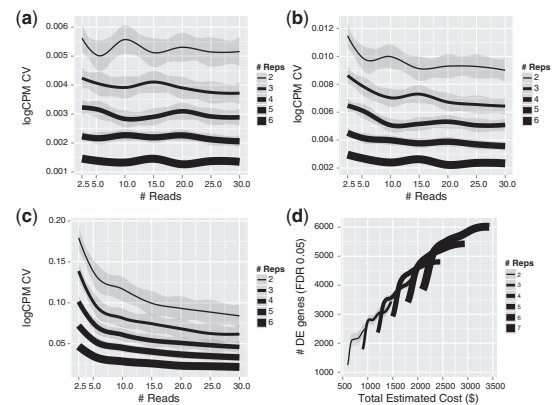 (a)
0.006
0.005
0.004
0.003
0.002
0.001
logCPM CV
2.5 5.0 10.0 15.0 20.0 25.0 30.0
# Reads
# Reps
2
3
4
5
6
(b)
0.012
0.010
0.008
0.006
0.004
0.002
logCPM CV
2.5 5.0 10.0 15.0 20.0 25.0 30.0
# Reads
# Reps
2
3
4
5
6
(c)
0.20
0.15
0.10
0.05
logCPM CV
2.5 5.0 10.0 15.0 20.0 25.0 30.0
# Reads
# Reps
2
3
4
5
6
(d)
6000
5000
4000
3000
2000
1000
# DE genes (FDR 0.05)
500 1000 1500 2000 2500 3000 3500
Total Estimated Cost ($)
# Reps
2
3
4
5
6
7